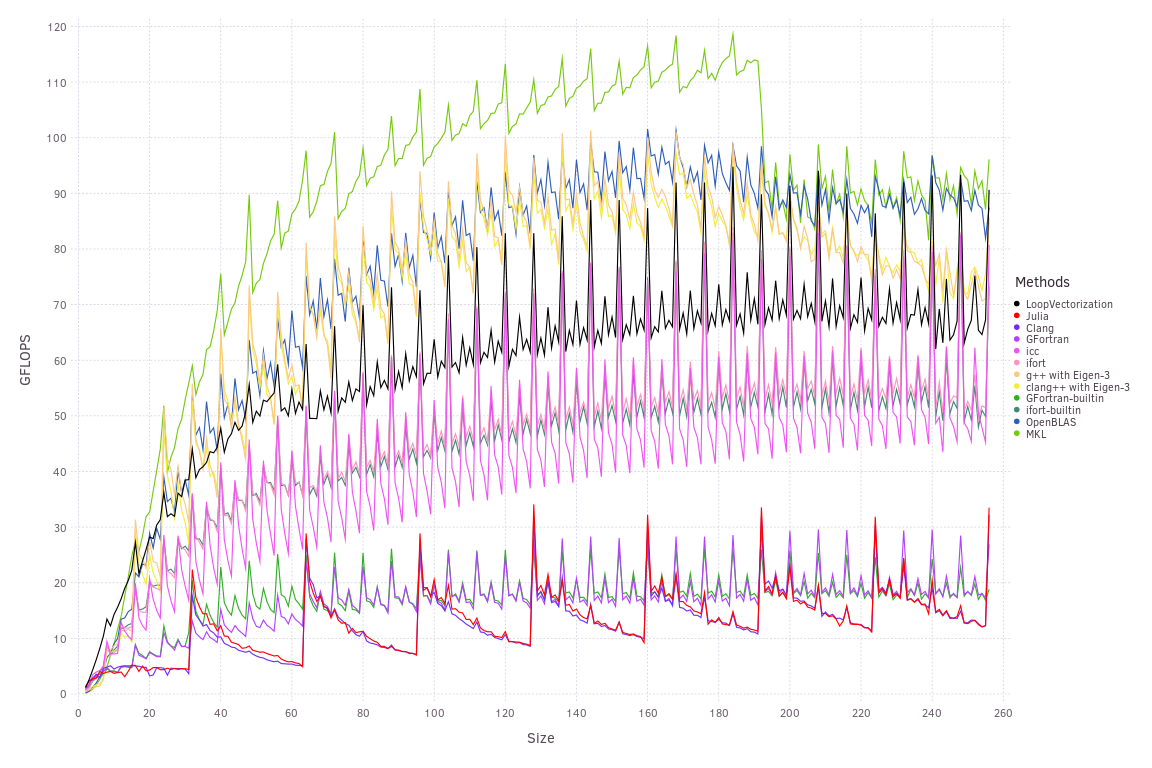 120
110
100
90
80
70
60
50
40
30
20
10
0
GFLOPS
0 20 40 60 80 100 120 140 160 180 200 220 240 260
Size
Methods
LoopVectorization
Julia
Clang
GFortran
icc
ifort
g++ with Eigen-3
clang++ with Eigen-3
GFortran-builtin
ifort-builtin
OpenBLAS
MKL